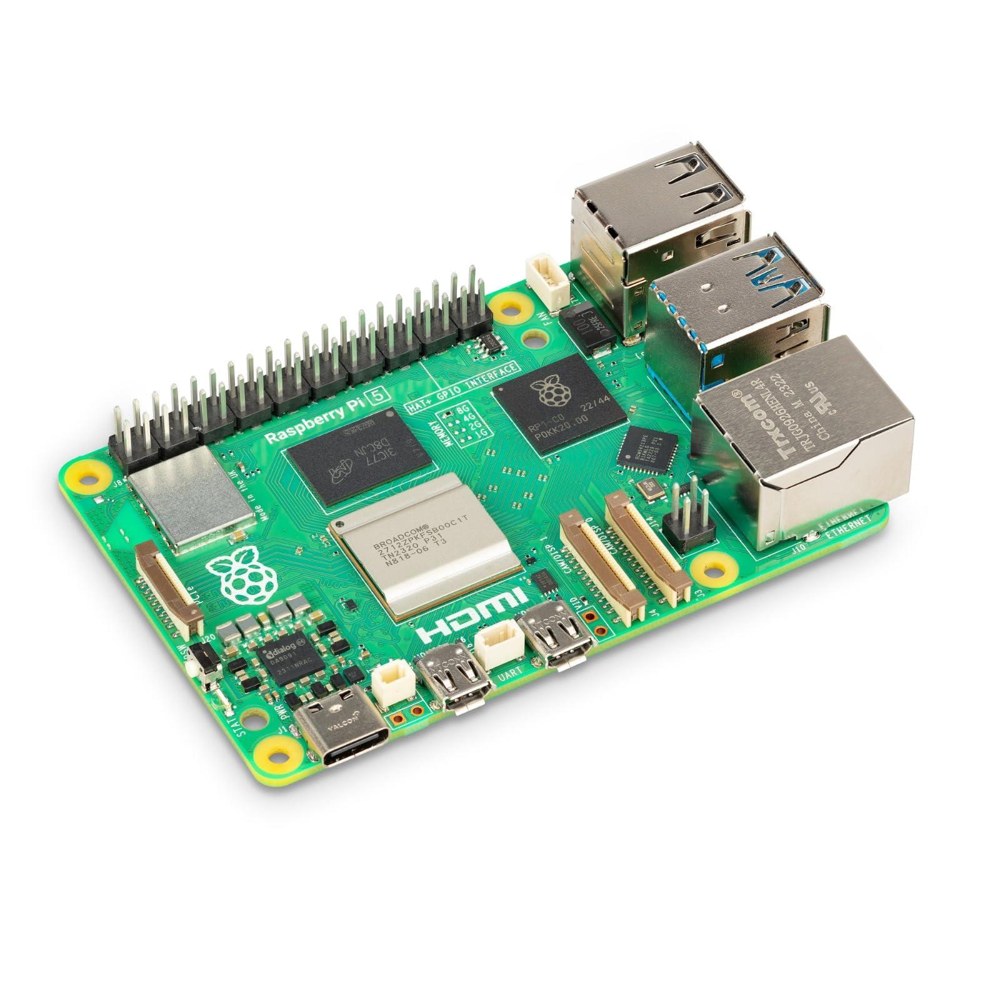 FAN
Raspberry Pi 5
HAT+ GPIO INTERFACE
MEMORY
8G
4G
2G
1G
RP1-C0 22/44
P0KK20.00
3IC77
D8CJN
Trxcom®
TRJG0926HENL4R
China M 2322
c us
J8
Made in the UK
BROADCOM®
2712ZPKFSB00C1T
TN2320 P31
N818-06 T3
HDMI
PCIe
J20
dialog
DA9091
2311NRAC
PWR
J1
STAT
VALCON
UART
CAM/DISP 1
CAM/DISP 0
J14
J3
J4
J10
ETHERNET